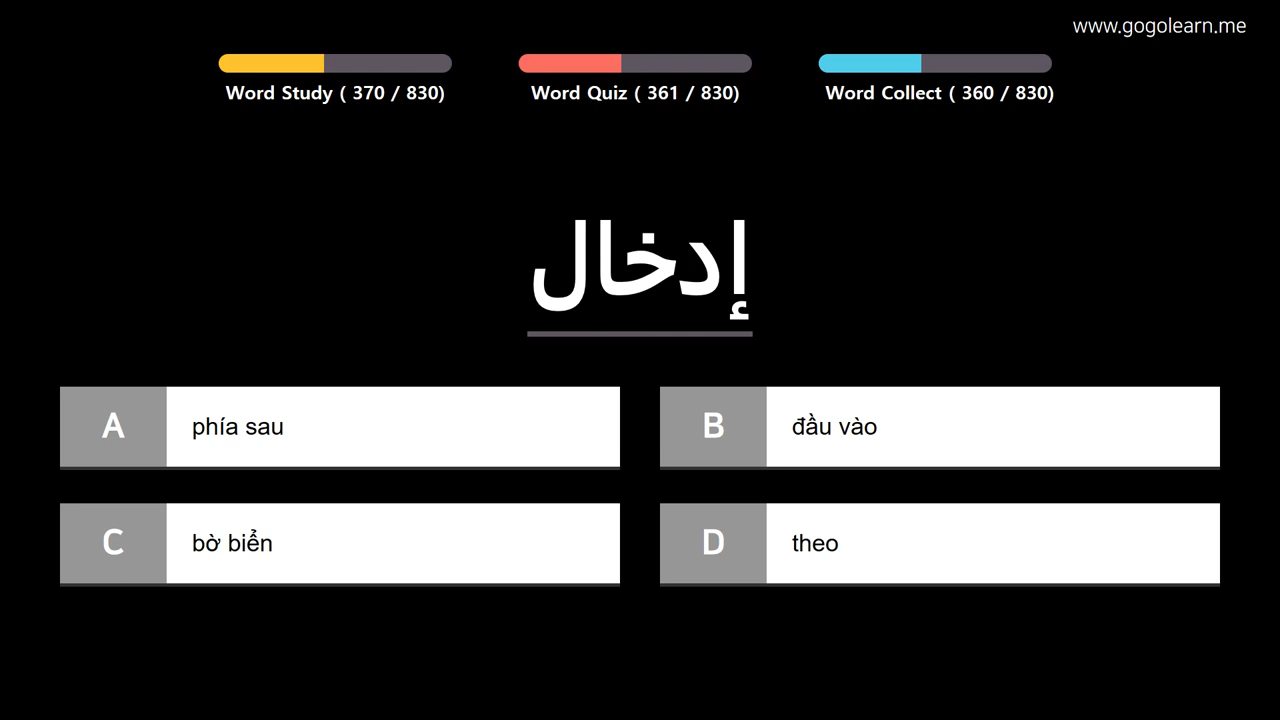 www.gogolearn.me
Word Study ( 370 / 830)
Word Quiz ( 361 / 830)
Word Collect ( 360 / 830)
إدخال
A phía sau
B đầu vào
C bờ biển
D theo